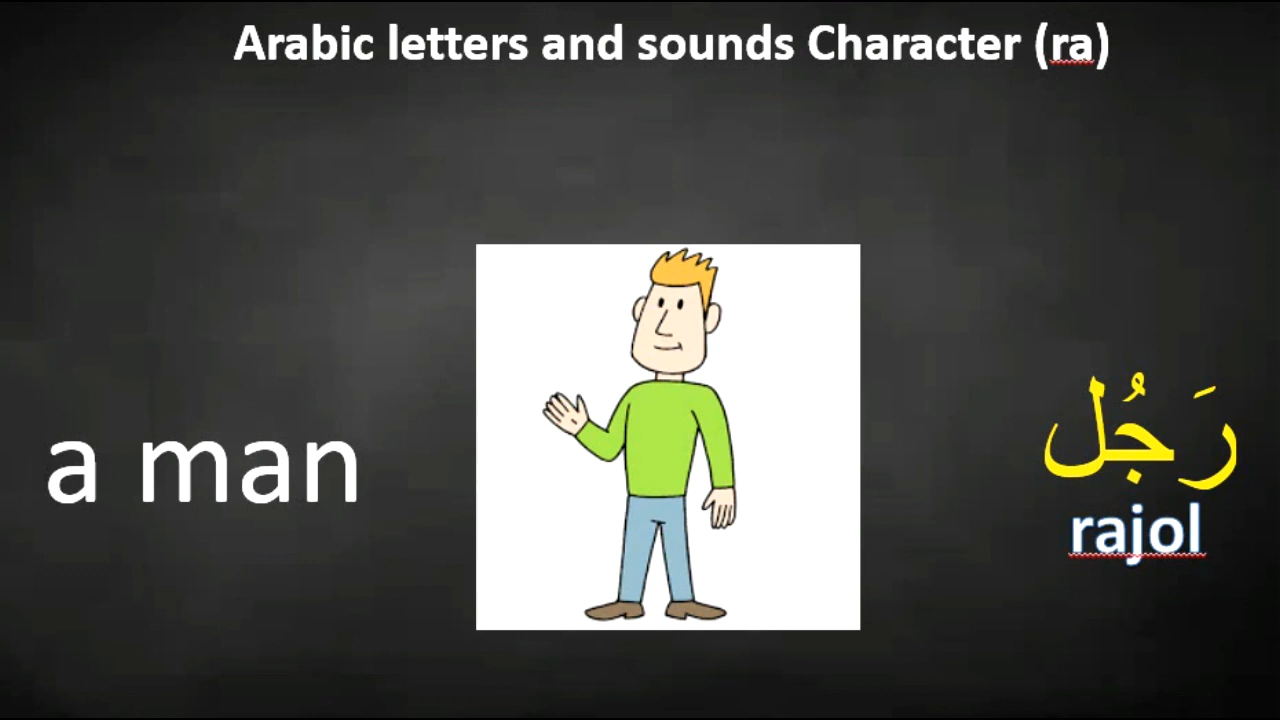 Arabic letters and sounds Character (ra)
a man
رَجُل
rajol